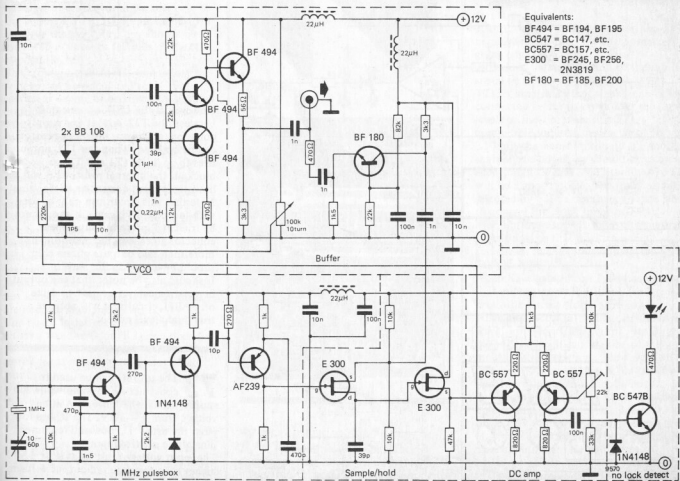 Equivalents:
BF494 = BF194, BF195
BC547 = BC147, etc.
BC557 = BC157, etc.
E300 = BF245, BF256,
2N3819
BF180 = BF185, BF200
10n
22k
470Ω
BF 494
22µH
12V
22µH
100n
BF 494
22k
56Ω
1n
470Ω
BF 180
82k
3k3
2x BB 106
39p
BF 494
1µH
1n
1n
220k
1µ5
10n
0,22µH
12k
470Ω
3k3
100k
10turn
1k5
22k
100n
1n
10n
0
TVCO
Buffer
47k
2k2
1k
270Ω
1k
10n
22µH
100n
10k
1k5
10k
12V
BF 494
BF 494
10p
270p
AF239
E 300
g
s
d
g
d
s
E 300
BC 557
220Ω
220Ω
BC 557
22k
470Ω
BC 547B
1MHz
470p
1N4148
10
60p
10k
1n5
1k
2k2
1k
470p
39p
10k
47k
820Ω
820Ω
100n
33k
1N4148
9570
0
1 MHz pulsebox
Sample/hold
DC amp
no lock detect